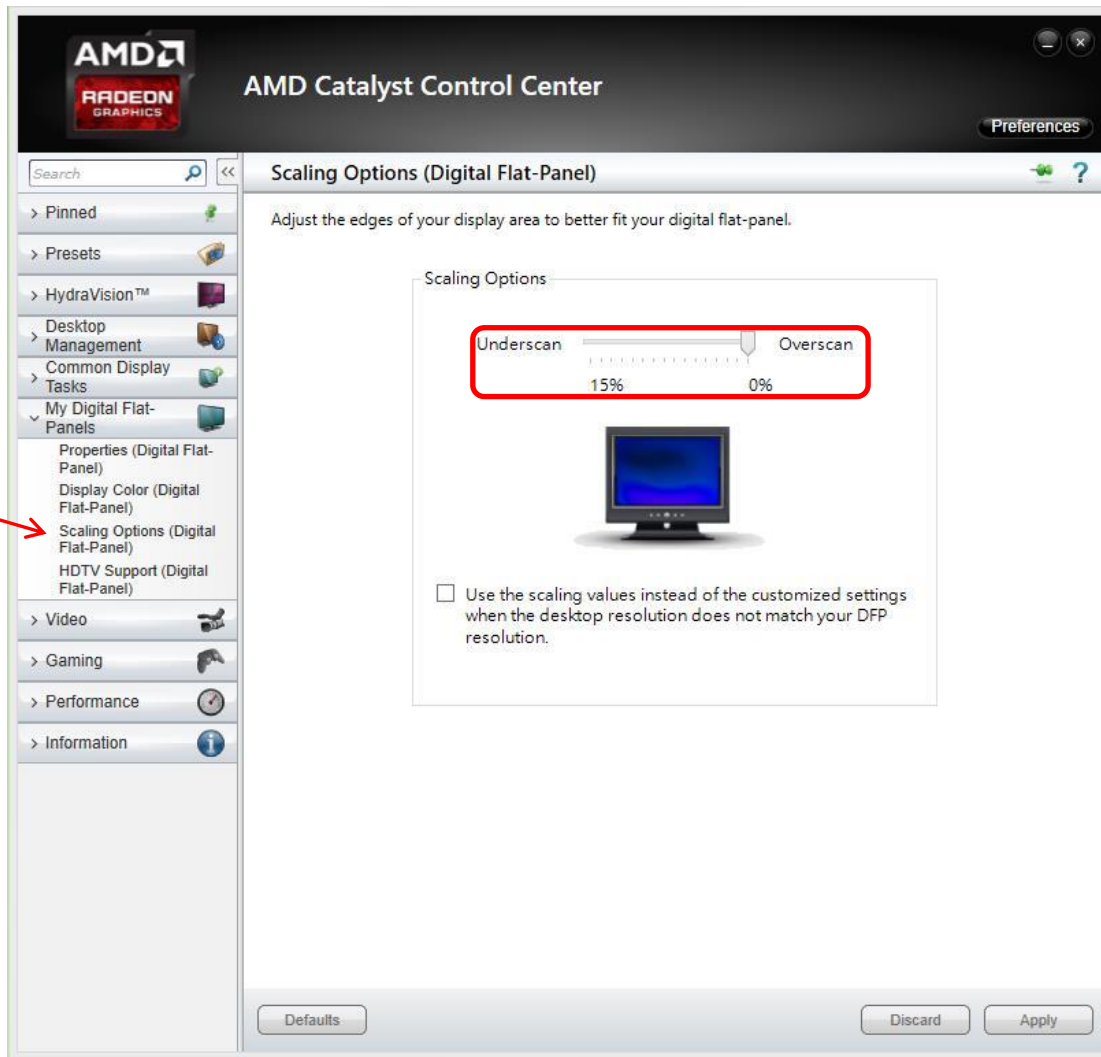 AMD
RADEON
GRAPHICS
AMD Catalyst Control Center
Preferences
Search
<<
Scaling Options (Digital Flat-Panel)
?
> Pinned
> Presets
> HydraVision™
> Desktop
Management
> Common Display
Tasks
My Digital Flat-
Panels
Properties (Digital Flat-
Panel)
Display Color (Digital
Flat-Panel)
Scaling Options (Digital
Flat-Panel)
HDTV Support (Digital
Flat-Panel)
> Video
> Gaming
> Performance
> Information
Adjust the edges of your display area to better fit your digital flat-panel.
Scaling Options
Underscan Overscan
15% 0%
Use the scaling values instead of the customized settings
when the desktop resolution does not match your DFP
resolution.
Defaults Discard Apply